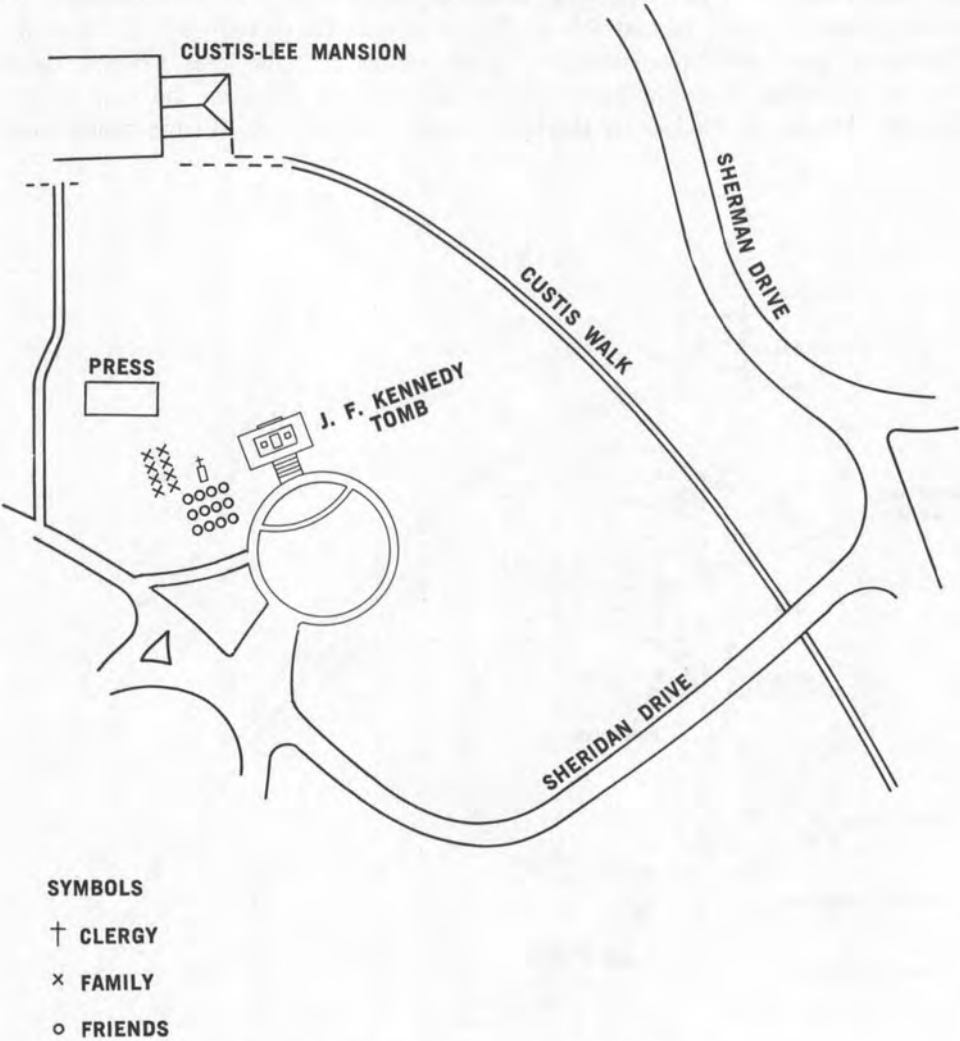 CUSTIS-LEE MANSION
SHERMAN DRIVE
CUSTIS WALK
PRESS
J. F. KENNEDY
TOMB
SHERIDAN DRIVE
SYMBOLS
† CLERGY
× FAMILY
o FRIENDS